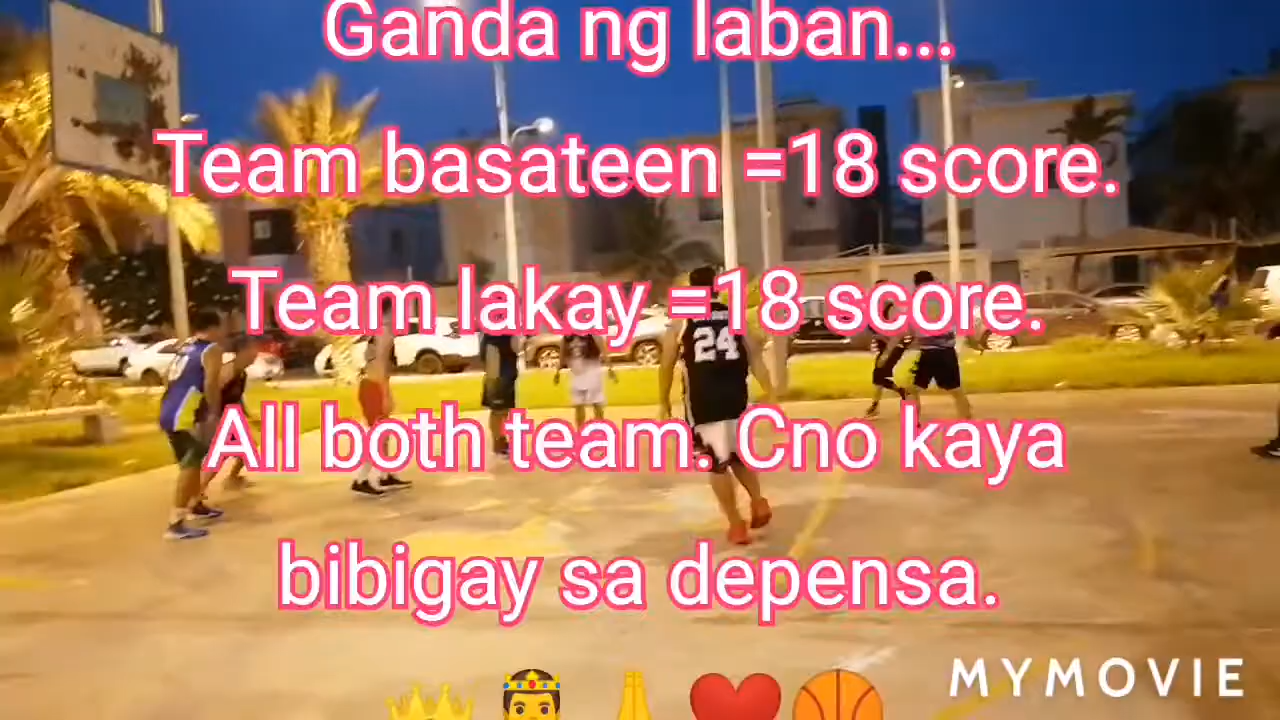 Ganda ng laban...
Team basateen =18 score.
Team lakay =18 score.
24
All both team. Cno kaya
bibigay sa depensa.
MYMOVIE